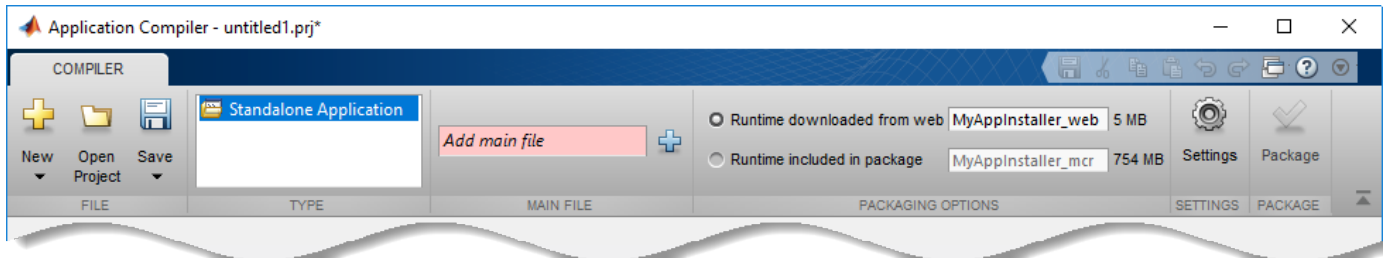 Application Compiler - untitled1.prj*
COMPILER
New
Open
Project
Save
FILE
Standalone Application
TYPE
Add main file
MAIN FILE
Runtime downloaded from web MyAppInstaller_web 5 MB
Runtime included in package MyAppInstaller_mcr 754 MB
PACKAGING OPTIONS
Settings
SETTINGS
Package
PACKAGE